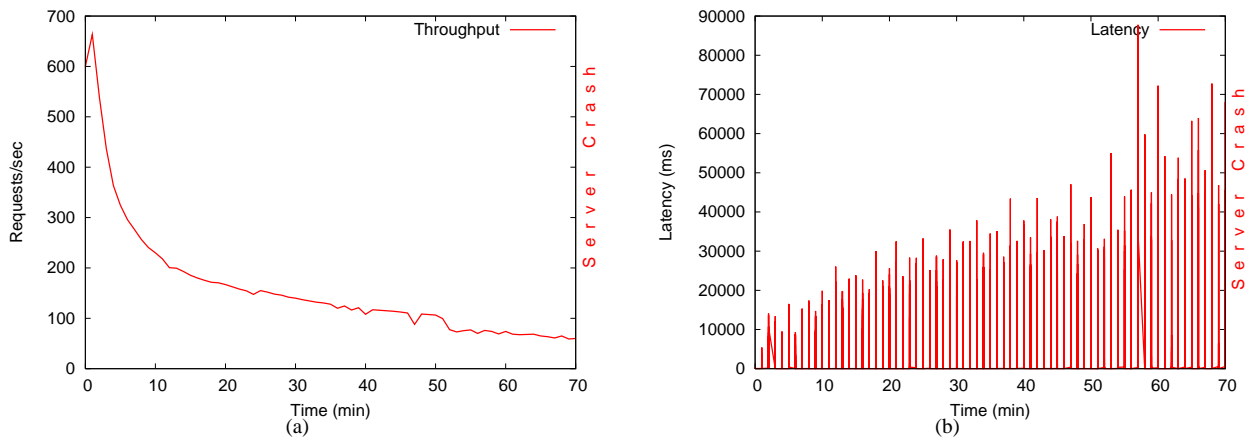 700
600
500
400
300
200
100
0
Requests/sec
Throughput
Server Crash
0 10 20 30 40 50 60 70
Time (min)
(a)
90000
80000
70000
60000
50000
40000
30000
20000
10000
0
Latency (ms)
Latency
Server Crash
0 10 20 30 40 50 60 70
Time (min)
(b)